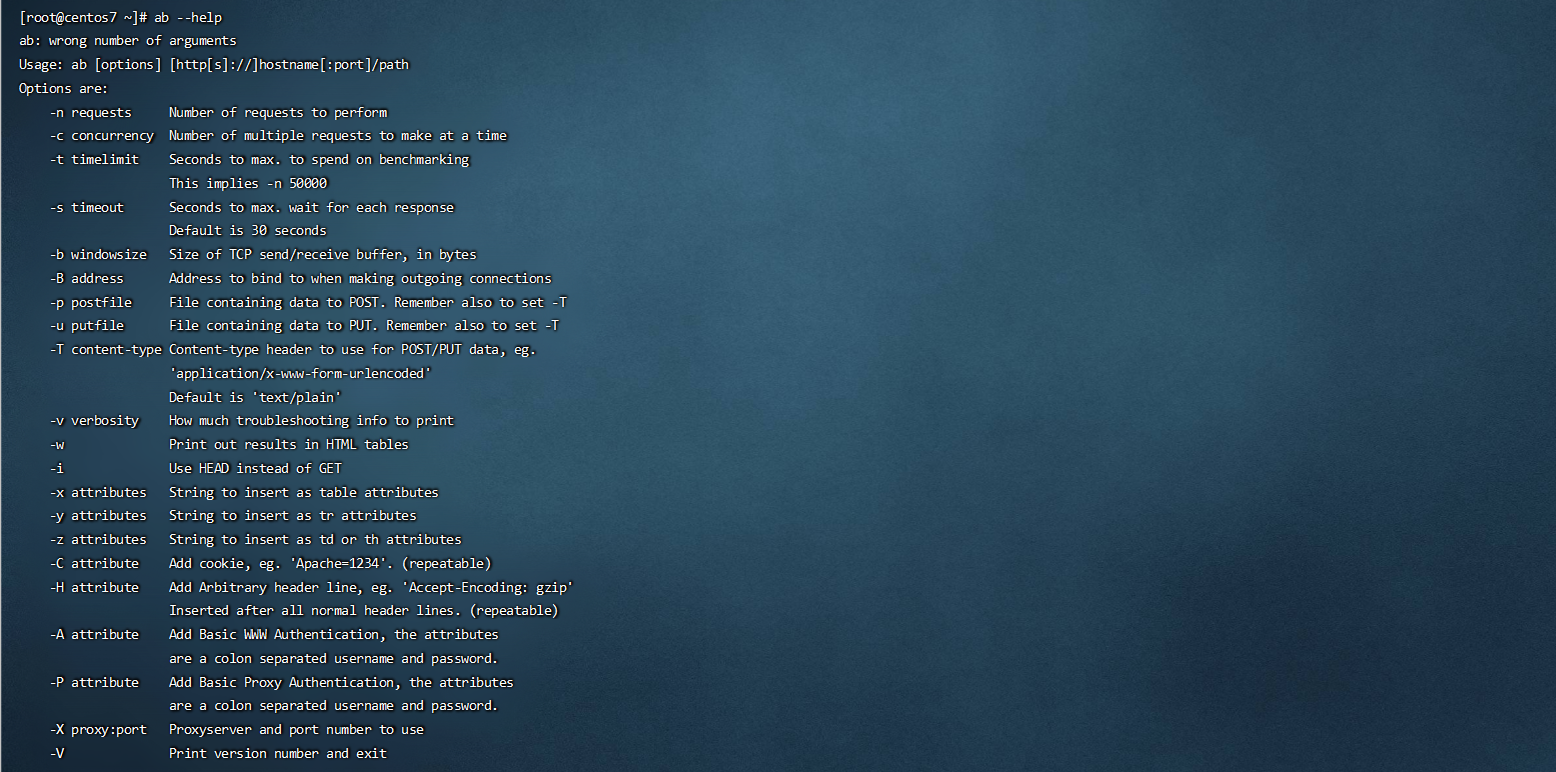 [root@centos7 ~]# ab --help
ab: wrong number of arguments
Usage: ab [options] [http[s]://]hostname[:port]/path
Options are:
    -n requests     Number of requests to perform
    -c concurrency  Number of multiple requests to make at a time
    -t timelimit    Seconds to max. to spend on benchmarking
                    This implies -n 50000
    -s timeout      Seconds to max. wait for each response
                    Default is 30 seconds
    -b windowsize   Size of TCP send/receive buffer, in bytes
    -B address      Address to bind to when making outgoing connections
    -p postfile     File containing data to POST. Remember also to set -T
    -u putfile      File containing data to PUT. Remember also to set -T
    -T content-type Content-type header to use for POST/PUT data, eg.
                    'application/x-www-form-urlencoded'
                    Default is 'text/plain'
    -v verbosity    How much troubleshooting info to print
    -w              Print out results in HTML tables
    -i              Use HEAD instead of GET
    -x attributes   String to insert as table attributes
    -y attributes   String to insert as tr attributes
    -z attributes   String to insert as td or th attributes
    -C attribute    Add cookie, eg. 'Apache=1234'. (repeatable)
    -H attribute    Add Arbitrary header line, eg. 'Accept-Encoding: gzip'
                    Inserted after all normal header lines. (repeatable)
    -A attribute    Add Basic WWW Authentication, the attributes
                    are a colon separated username and password.
    -P attribute    Add Basic Proxy Authentication, the attributes
                    are a colon separated username and password.
    -X proxy:port   Proxyserver and port number to use
    -V              Print version number and exit